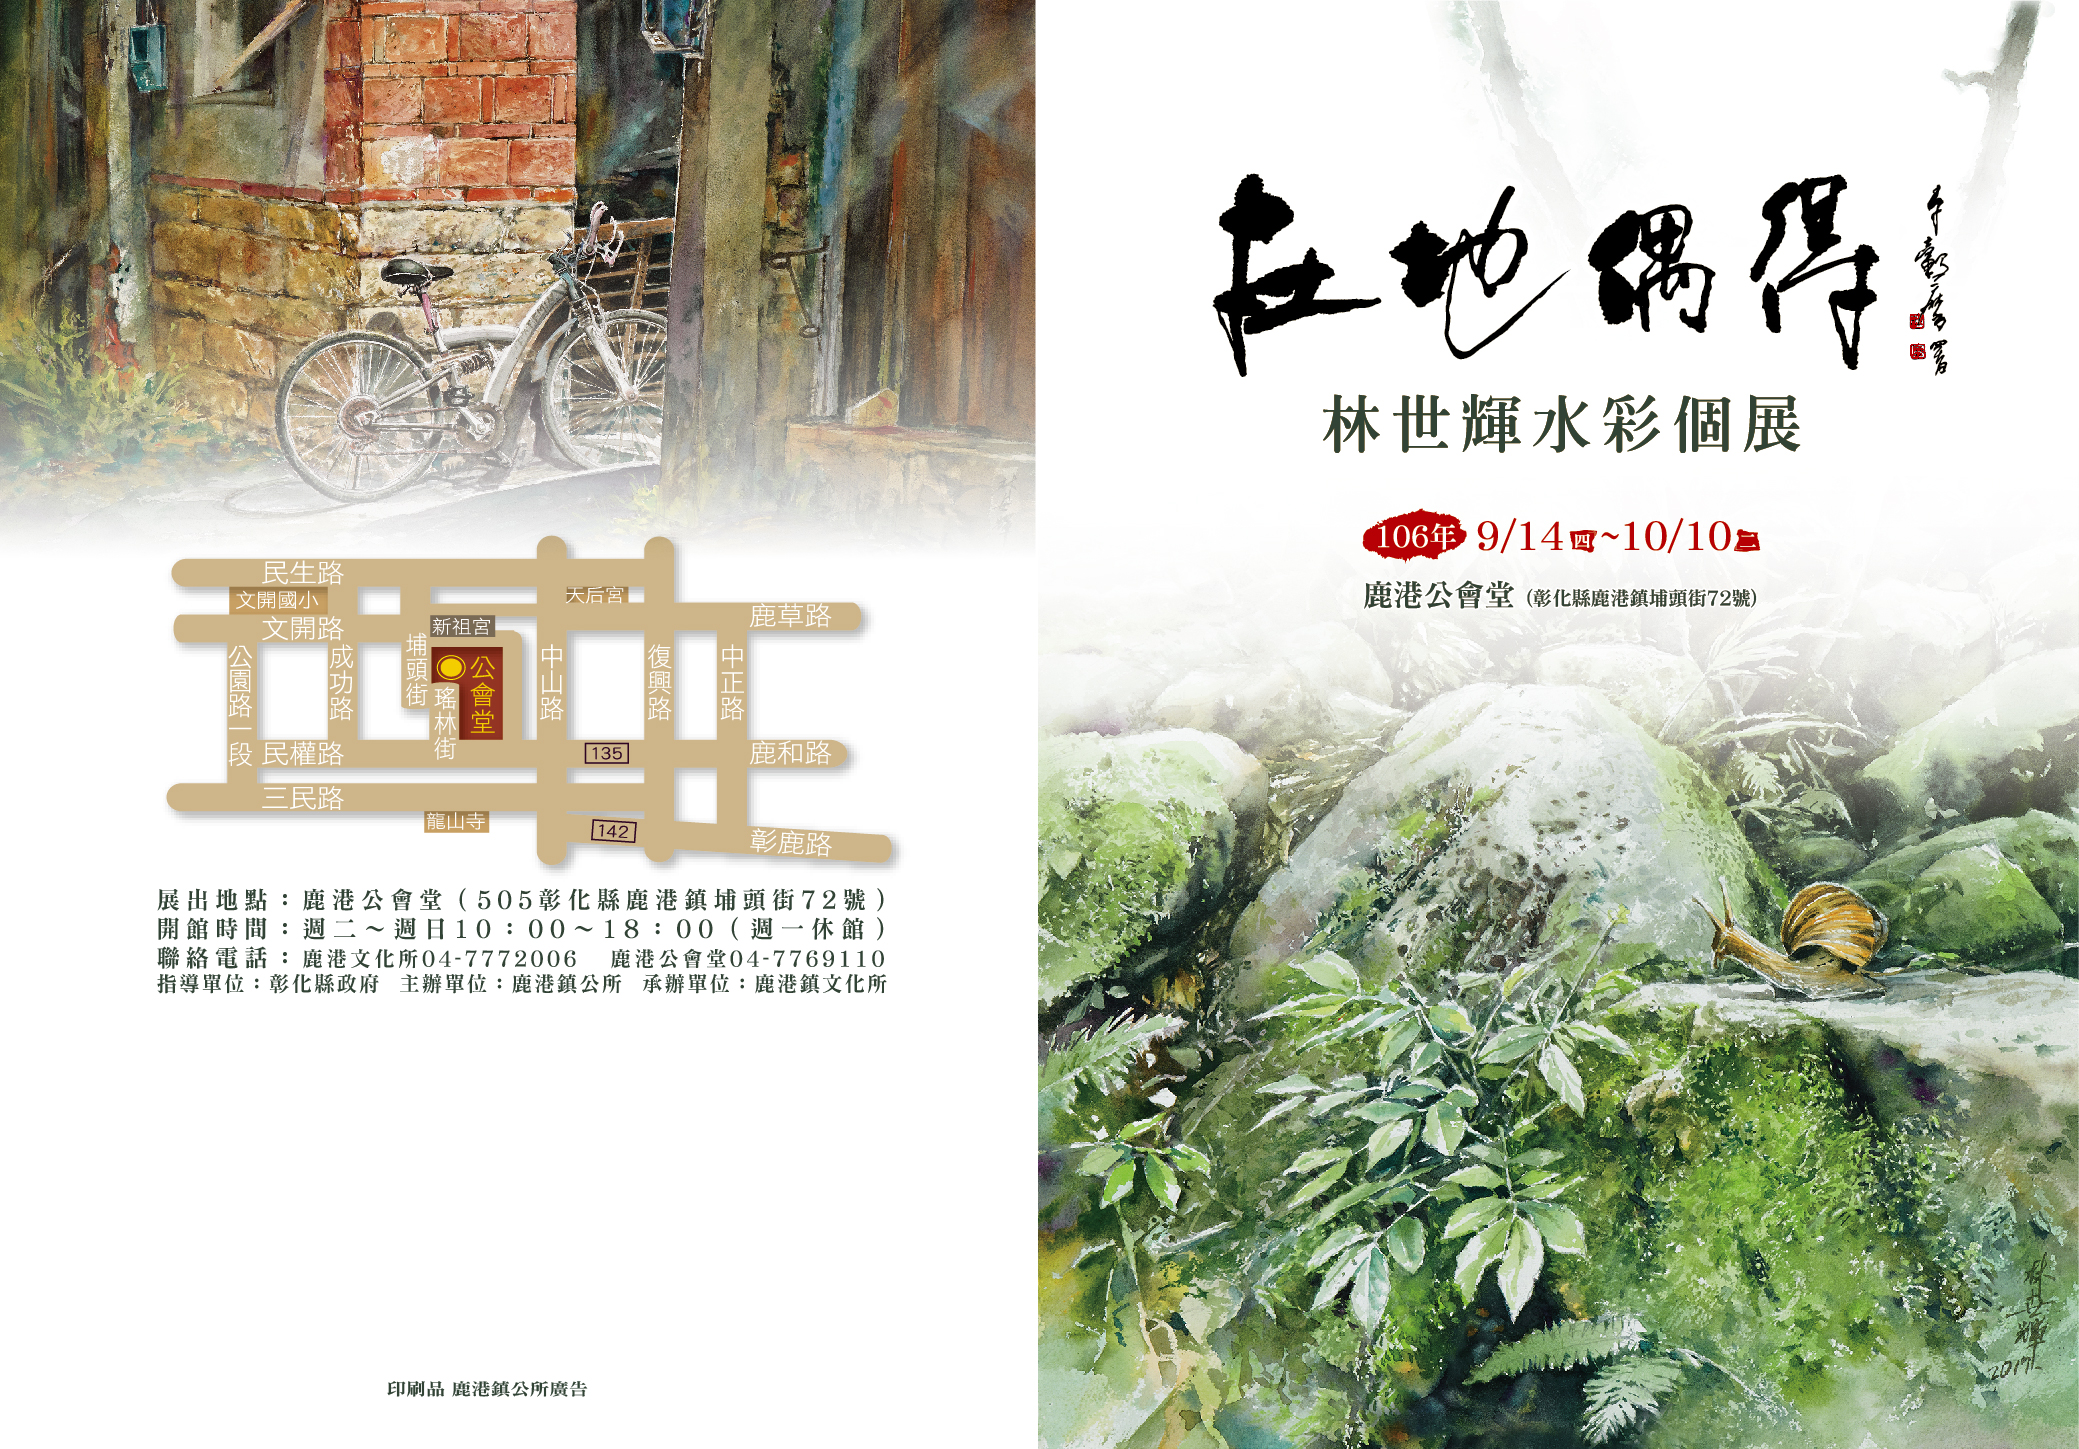 民生路
文開國小
天后宮
鹿草路
文開路
新祖宮
公園路一段
成功路
埔頭街
瑤林街
公會堂
中山路
復興路
中正路
民權路
135
鹿和路
三民路
龍山寺
142
彰鹿路
展出地點：鹿港公會堂（505彰化縣鹿港鎮埔頭街72號）
開館時間：週二～週日10：00～18：00（週一休館）
聯絡電話：鹿港文化所04-7772006 鹿港公會堂04-7769110
指導單位：彰化縣政府 主辦單位：鹿港鎮公所 承辦單位：鹿港鎮文化所
印刷品 鹿港鎮公所廣告
在地偶得
林世輝水彩個展
106年 9/14四~10/10二
鹿港公會堂（彰化縣鹿港鎮埔頭街72號）
林世輝
2017